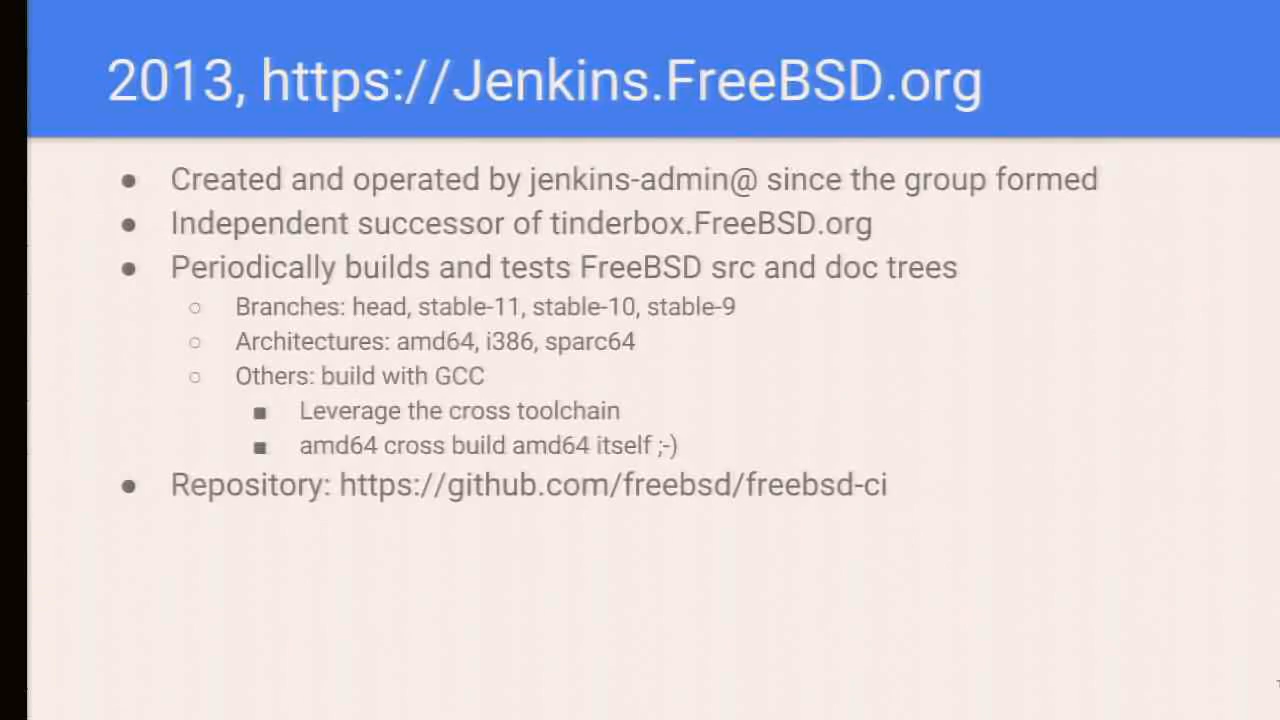 2013, https://Jenkins.FreeBSD.org
● Created and operated by jenkins-admin@ since the group formed
● Independent successor of tinderbox.FreeBSD.org
● Periodically builds and tests FreeBSD src and doc trees
○ Branches: head, stable-11, stable-10, stable-9
○ Architectures: amd64, i386, sparc64
○ Others: build with GCC
■ Leverage the cross toolchain
■ amd64 cross build amd64 itself ;-)
● Repository: https://github.com/freebsd/freebsd-ci